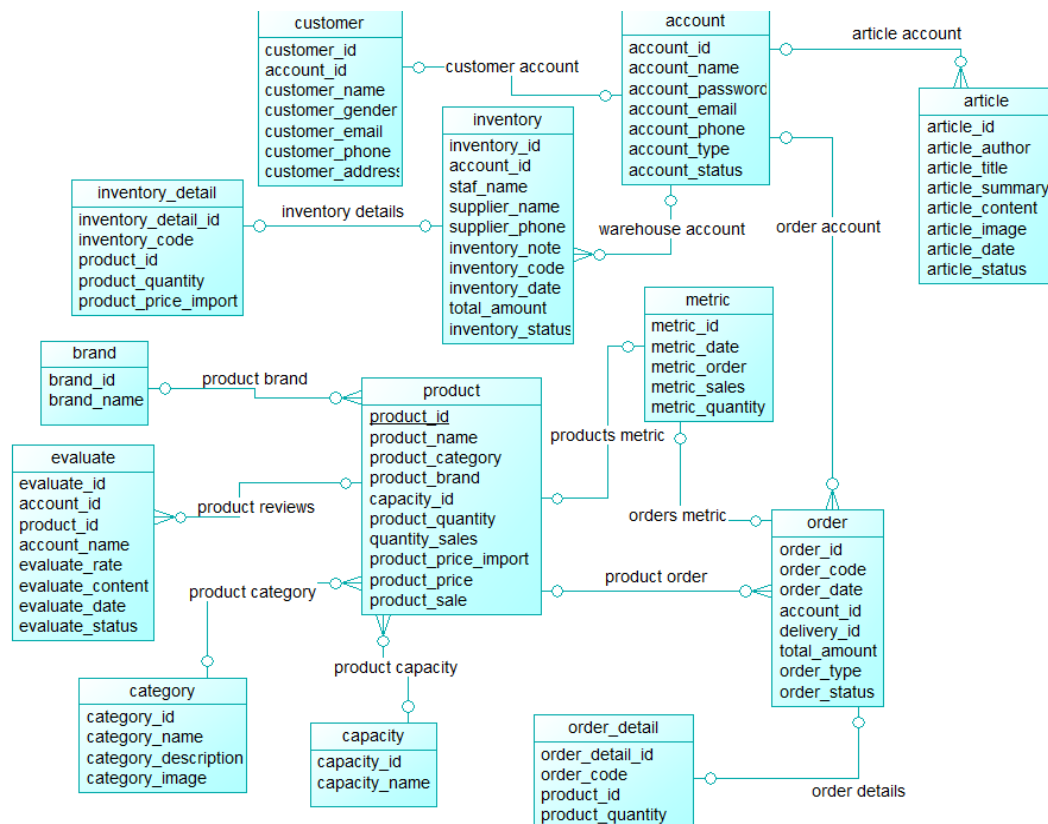 customer
customer_id
account_id
customer_name
customer_gender
customer_email
customer_phone
customer_address
customer account
account
account_id
account_name
account_password
account_email
account_phone
account_type
account_status
article account
article
article_id
article_author
article_title
article_summary
article_content
article_image
article_date
article_status
inventory
inventory_id
account_id
staf_name
supplier_name
supplier_phone
inventory_note
inventory_code
inventory_date
total_amount
inventory_status
inventory_detail
inventory_detail_id
inventory_code
product_id
product_quantity
product_price_import
inventory details
warehouse account
order account
metric
metric_id
metric_date
metric_order
metric_sales
metric_quantity
brand
brand_id
brand_name
product brand
product
product_id
product_name
product_category
product_brand
capacity_id
product_quantity
quantity_sales
product_price_import
product_price
product_sale
products metric
orders metric
evaluate
evaluate_id
account_id
product_id
account_name
evaluate_rate
evaluate_content
evaluate_date
evaluate_status
product reviews
product category
product order
order
order_id
order_code
order_date
account_id
delivery_id
total_amount
order_type
order_status
product capacity
category
category_id
category_name
category_description
category_image
capacity
capacity_id
capacity_name
order_detail
order_detail_id
order_code
product_id
product_quantity
order details